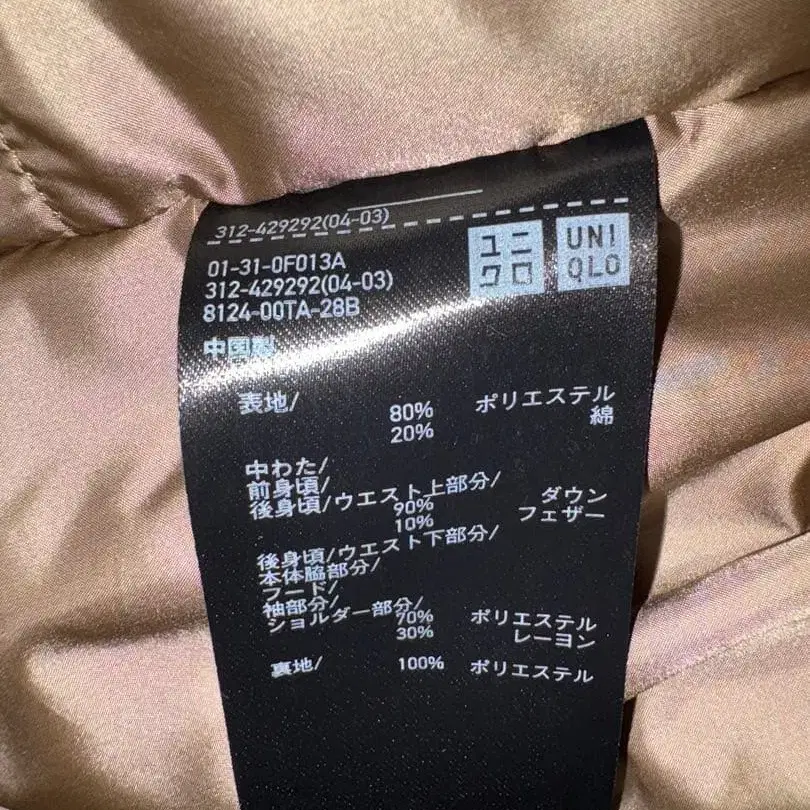 312-429292(04-03)
ユニ
クロ
UNI
QLO
01-31-0F013A
312-429292(04-03)
8124-00TA-28B
中国製
表地/ 80% ポリエステル
20% 綿
中わた/
前身頃/
後身頃/ウエスト上部分/
90% ダウン
10% フェザー
後身頃/ウエスト下部分/
本体脇部分/
フード/
袖部分/
ショルダー部分/
70% ポリエステル
30% レーヨン
裏地/ 100% ポリエステル